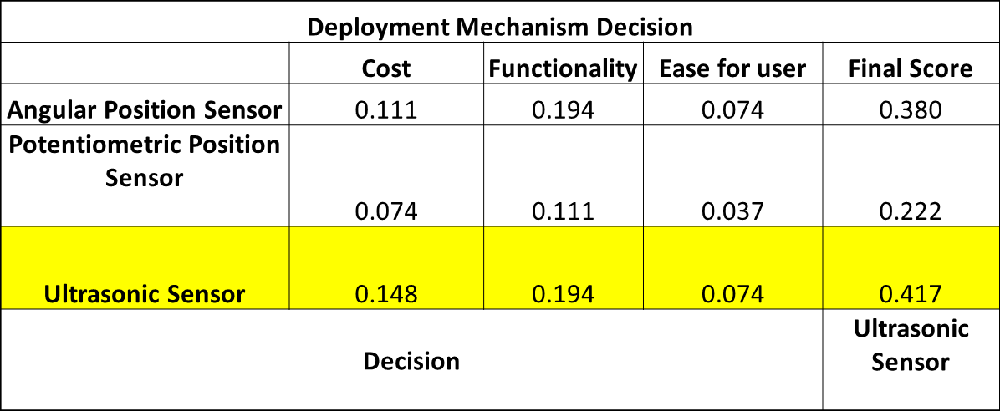 Deployment Mechanism Decision
Cost Functionality Ease for user Final Score
Angular Position Sensor 0.111 0.194 0.074 0.380
Potentiometric Position
Sensor
0.074 0.111 0.037 0.222
Ultrasonic Sensor 0.148 0.194 0.074 0.417
Decision
Ultrasonic
Sensor